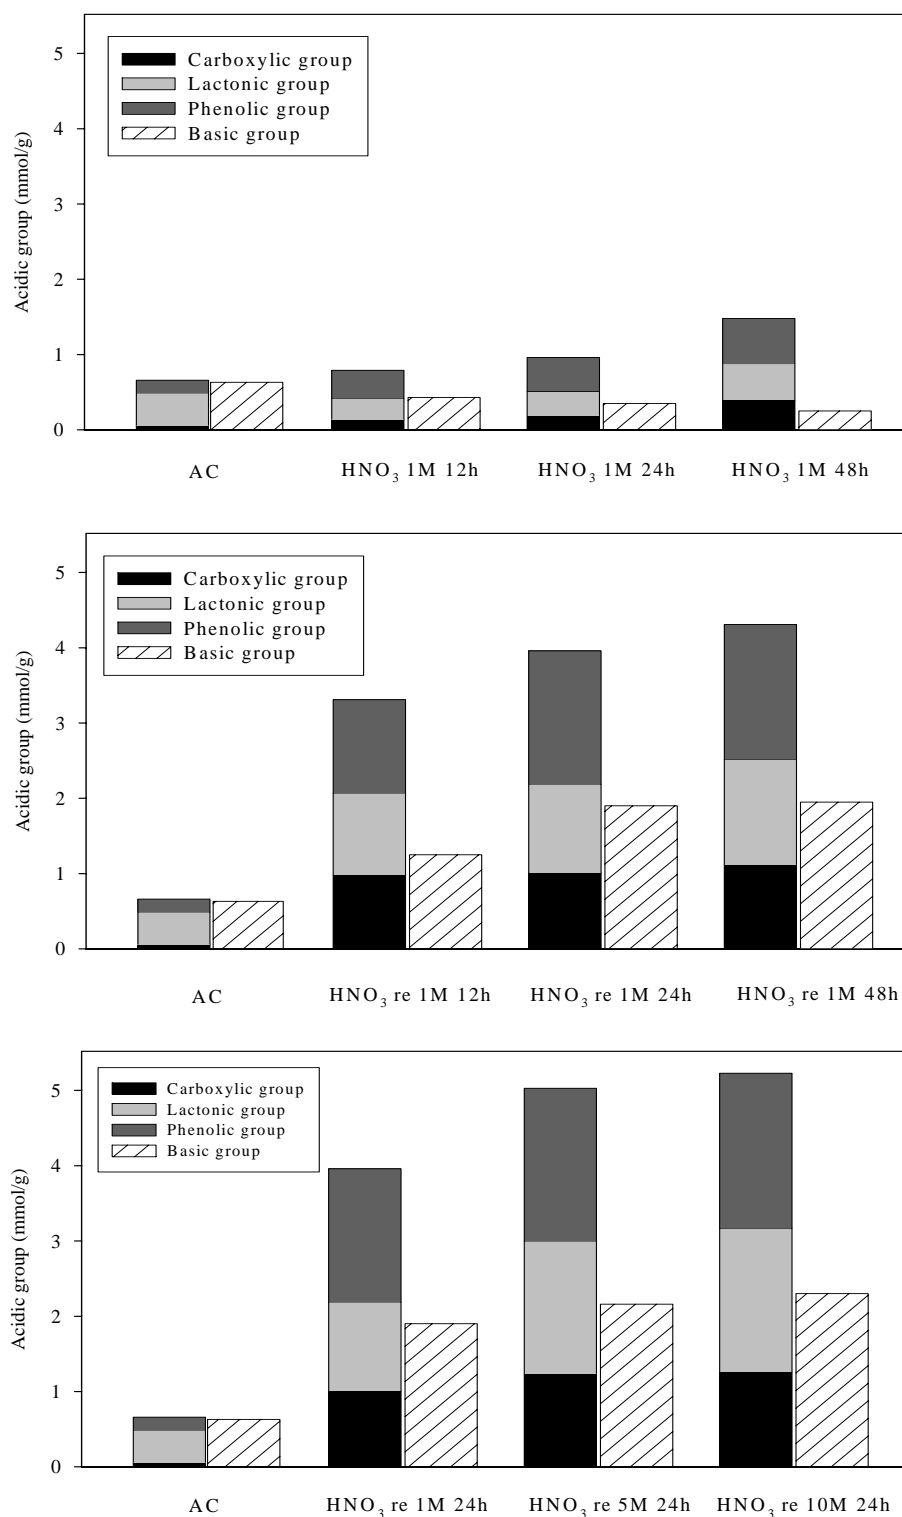 Acidic group (mmol/g)
5
4
3
2
1
0
Carboxylic group
Lactonic group
Phenolic group
Basic group
AC
HNO3 1M 12h
HNO3 1M 24h
HNO3 1M 48h
Acidic group (mmol/g)
5
4
3
2
1
0
Carboxylic group
Lactonic group
Phenolic group
Basic group
AC
HNO3 re 1M 12h
HNO3 re 1M 24h
HNO3 re 1M 48h
Acidic group (mmol/g)
5
4
3
2
1
0
Carboxylic group
Lactonic group
Phenolic group
Basic group
AC
HNO3 re 1M 24h
HNO3 re 5M 24h
HNO3 re 10M 24h